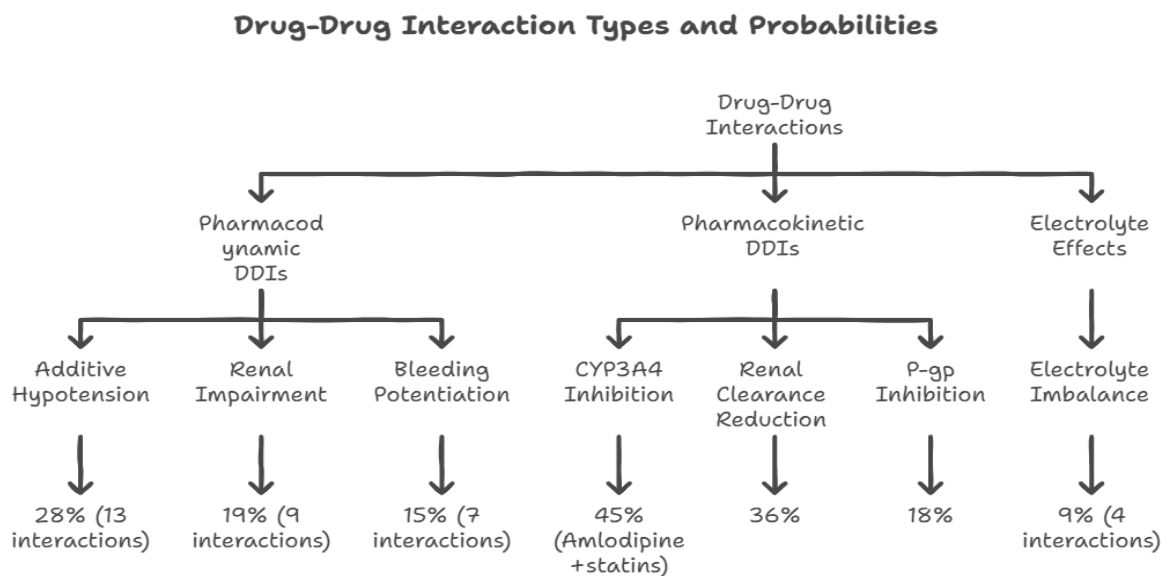 Drug-Drug Interaction Types and Probabilities
Drug-Drug
Interactions
Pharmacod
ynamic
DDIs
Pharmacokinetic
DDIs
Electrolyte
Effects
Additive
Hypotension
Renal
Impairment
Bleeding
Potentiation
CYP3A4
Inhibition
Renal
Clearance
Reduction
P-gp
Inhibition
Electrolyte
Imbalance
28% (13
interactions)
19% (9
interactions)
15% (7
interactions)
45%
(Amlodipine
+statins)
36%
18%
9% (4
interactions)